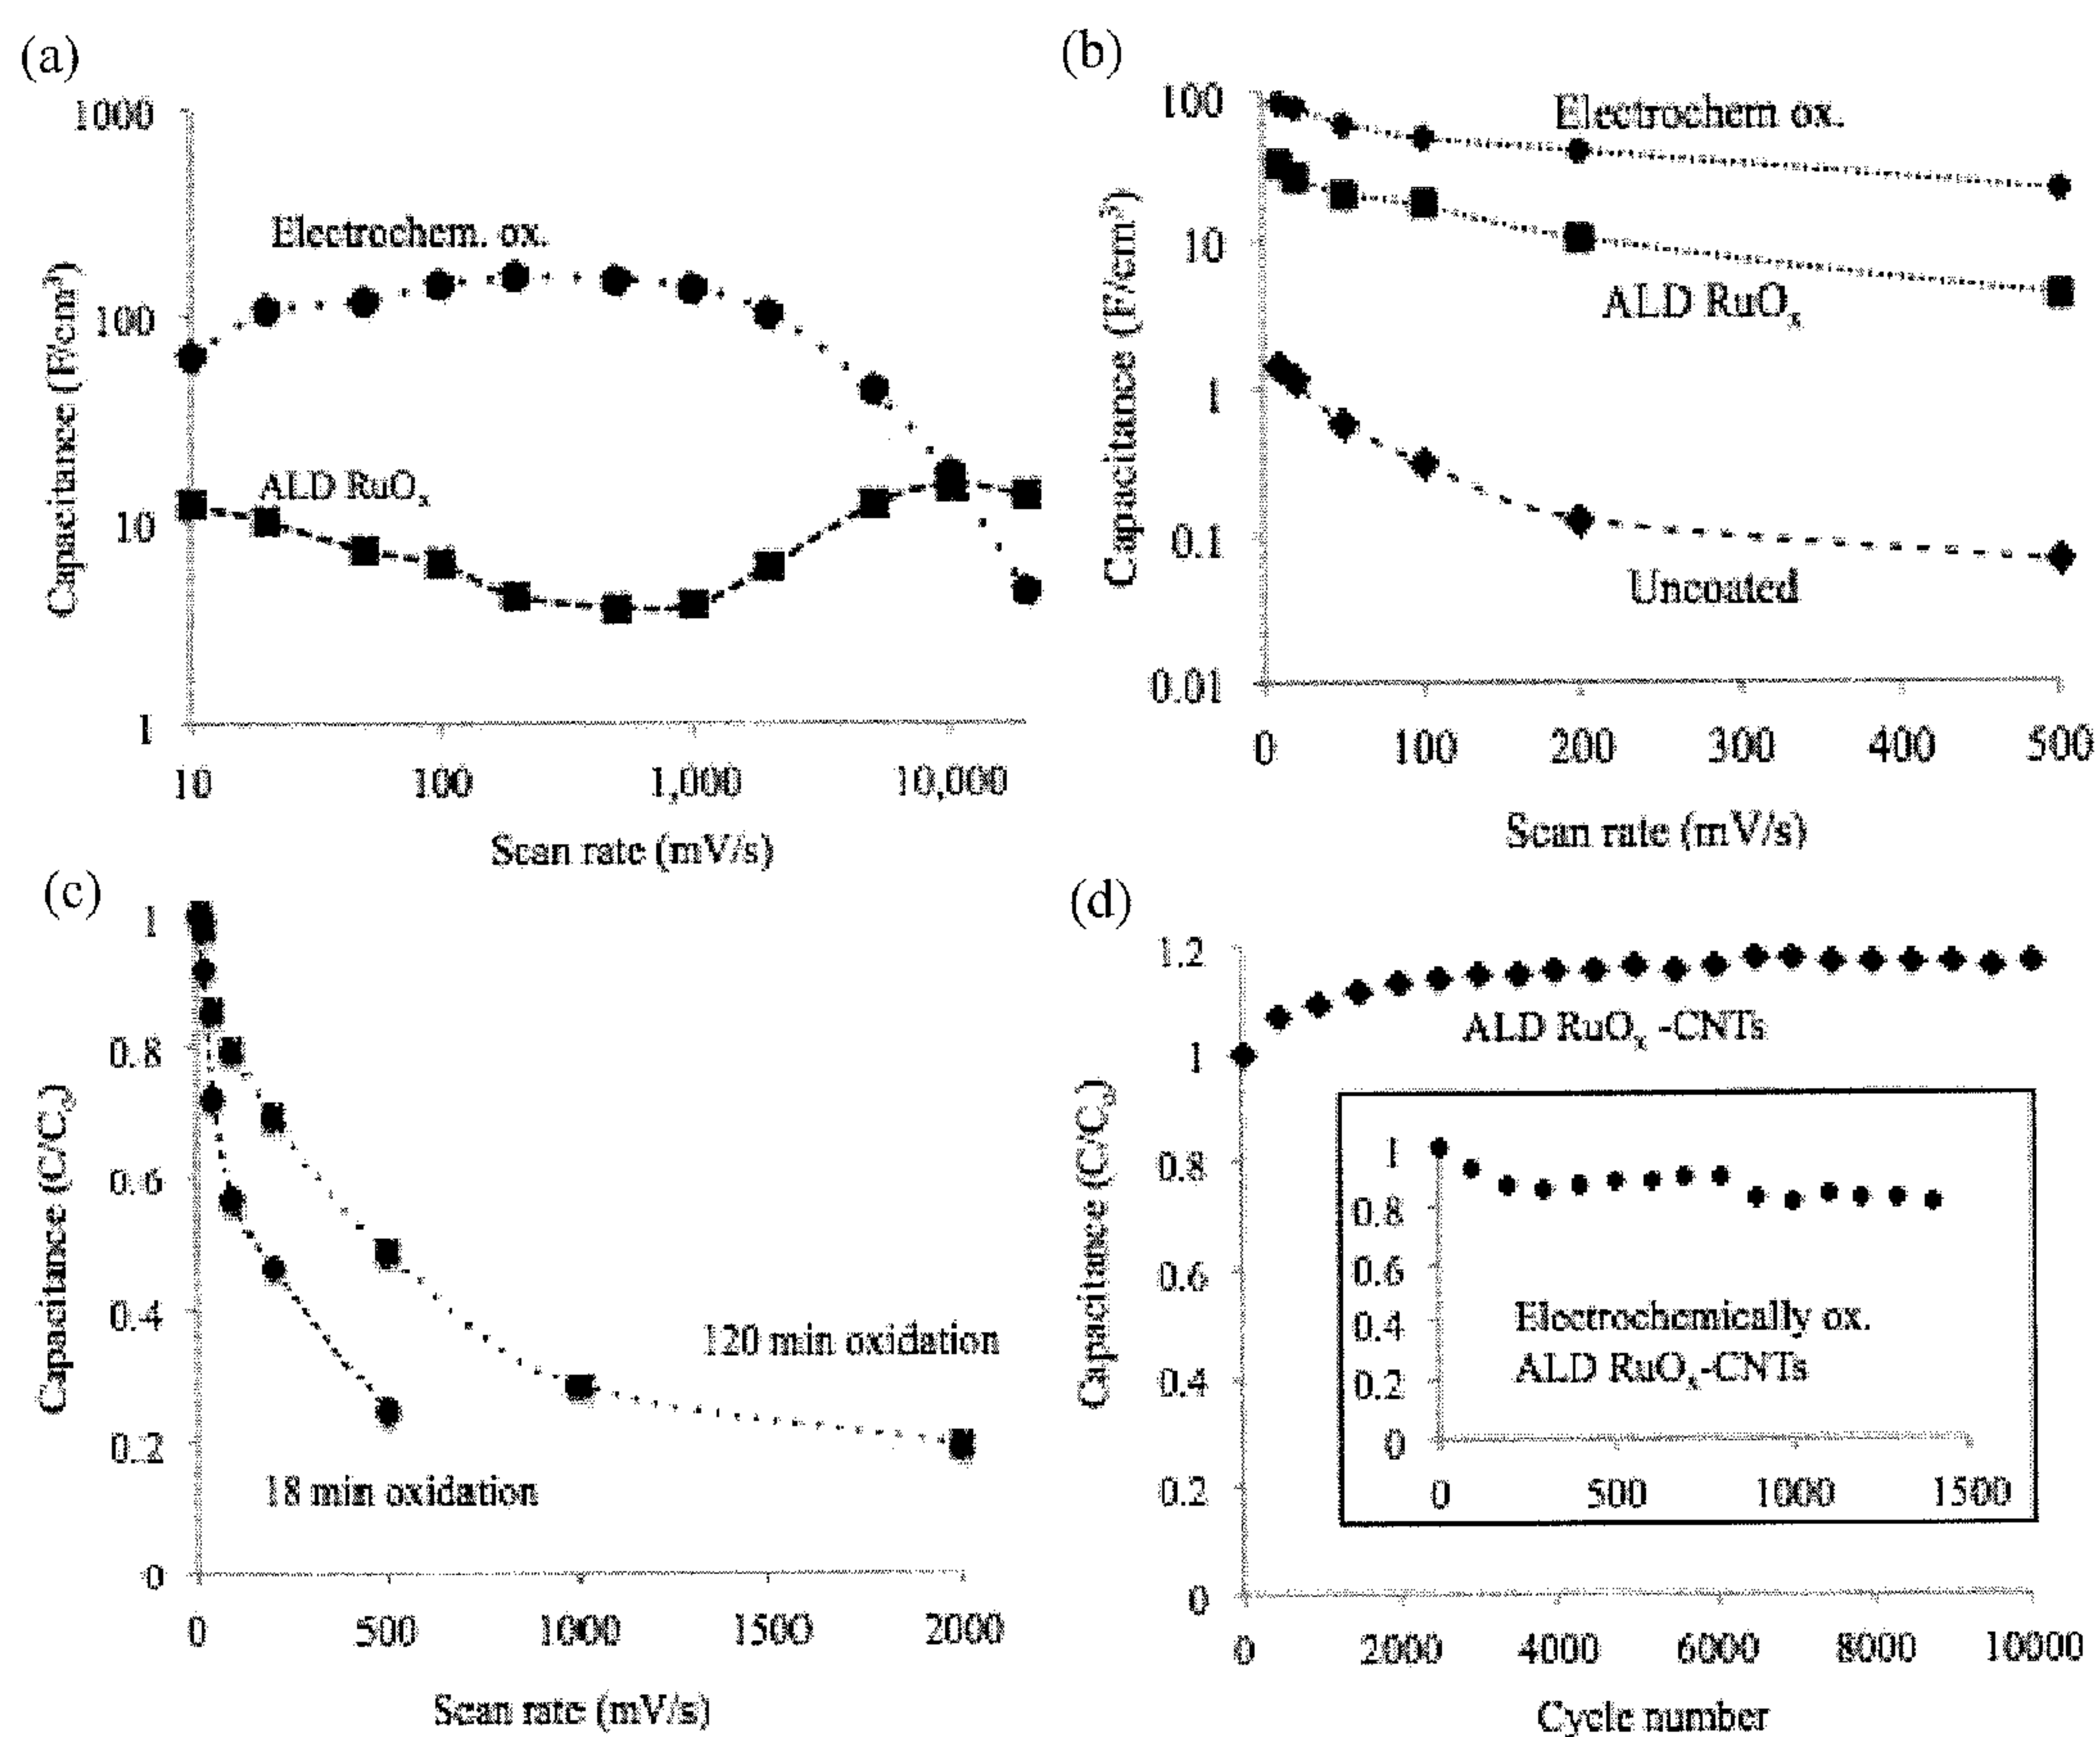 (a)
1000
100
10
1
Capacitance (F/cm³)
Electrochem. ox.
ALD RuOₓ
10 100 1,000 10,000
Scan rate (mV/s)
(b)
100
10
1
0.1
0.01
Capacitance (F/cm³)
Electrochem ox.
ALD RuOₓ
Uncoated
0 100 200 300 400 500
Scan rate (mV/s)
(c)
1
0.8
0.6
0.4
0.2
0
Capacitance (C/C₀)
120 min oxidation
18 min oxidation
0 500 1000 1500 2000
Scan rate (mV/s)
(d)
1.2
1
0.8
0.6
0.4
0.2
0
Capacitance (C/C₀)
ALD RuOₓ -CNTs
1
0.8
0.6
0.4
0.2
0
Electrochemically ox.
ALD RuOₓ-CNTs
0 500 1000 1500
0 2000 4000 6000 8000 10000
Cycle number